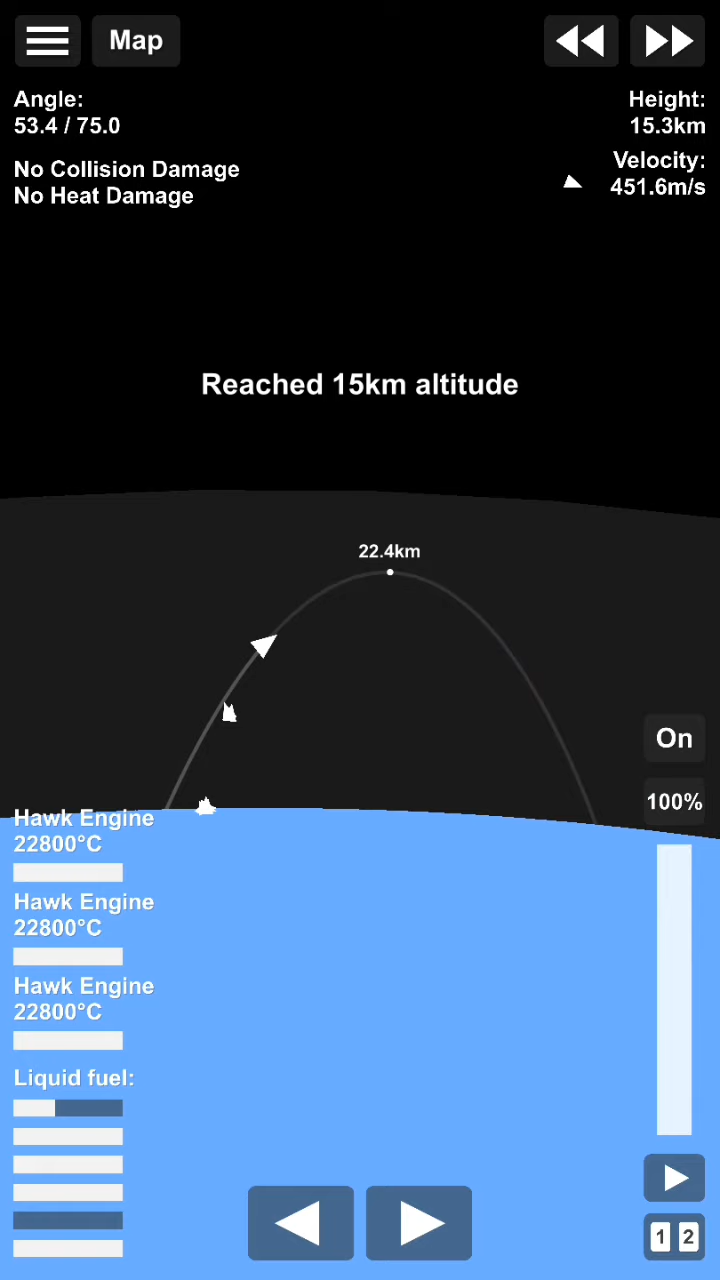 Map
Angle:
53.4 / 75.0
No Collision Damage
No Heat Damage
Height:
15.3km
Velocity:
451.6m/s
Reached 15km altitude
22.4km
On
100%
Hawk Engine
22800°C
Hawk Engine
22800°C
Hawk Engine
22800°C
Liquid fuel:
1 2